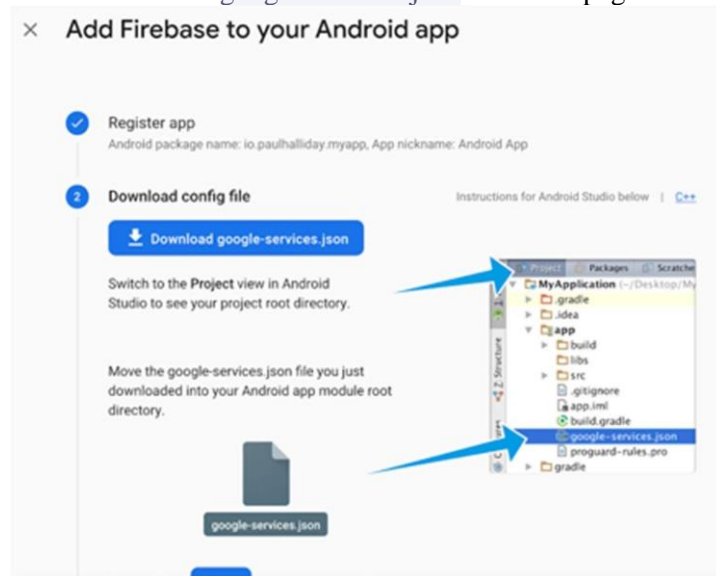 Add Firebase to your Android app
Register app
Android package name: io.paulhalliday.myapp, App nickname: Android App
2
Download config file
Instructions for Android Studio below | C++
Download google-services.json
Switch to the Project view in Android
Studio to see your project root directory.
Move the google-services.json file you just
downloaded into your Android app module root
directory.
google-services.json
Project Packages Scratche
MyApplication (~/Desktop/My
.gradle
.idea
app
build
libs
src
.gitignore
app.iml
build.gradle
google-services.json
proguard-rules.pro
gradle
Z: Structure